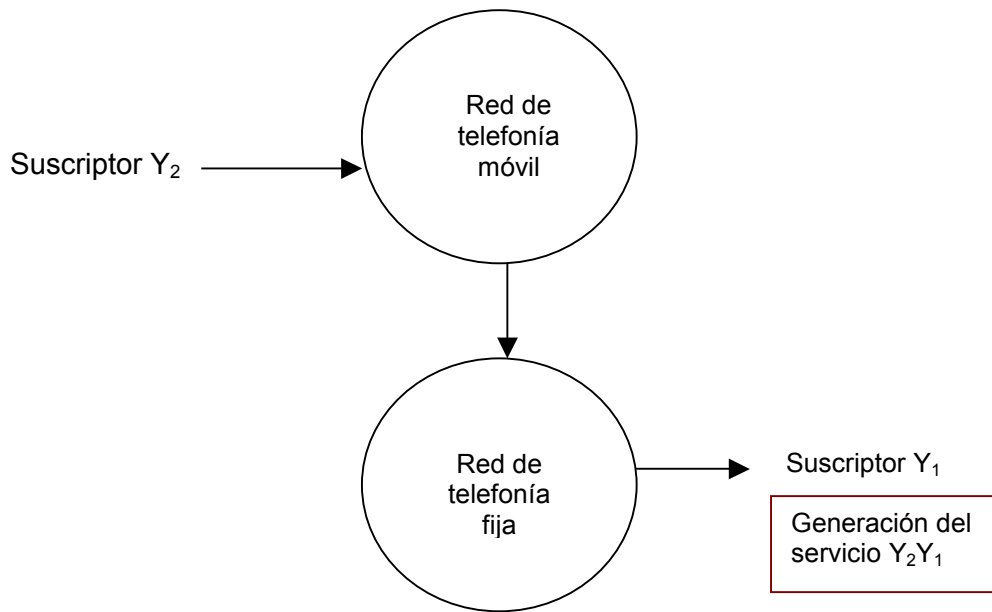 Red de
telefonía
móvil
Suscriptor Y₂
Red de
telefonía
fija
Suscriptor Y₁
Generación del
servicio Y₂Y₁